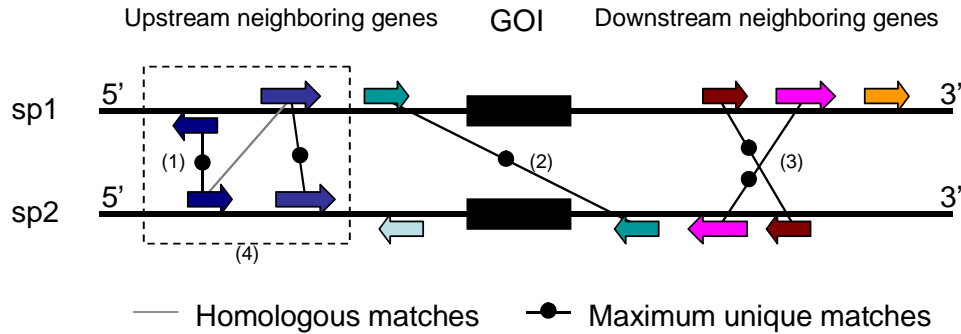 Upstream neighboring genes GOI Downstream neighboring genes
5' 3'
sp1
(1) (2) (3)
5' 3'
sp2
(4)
Homologous matches Maximum unique matches